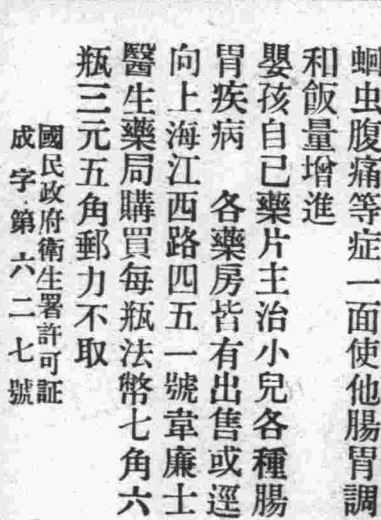 蛔虫腹痛等症一面使他腸胃調
和飯量增進
嬰孩自己藥片主治小兒各種腸
胃疾病　各藥房皆有出售或逕
向上海江西路四五一號韋廉士
醫生藥局購買每瓶法幣七角六
瓶三元五角郵力不取
國民政府衛生署許可証
成字第六二七號